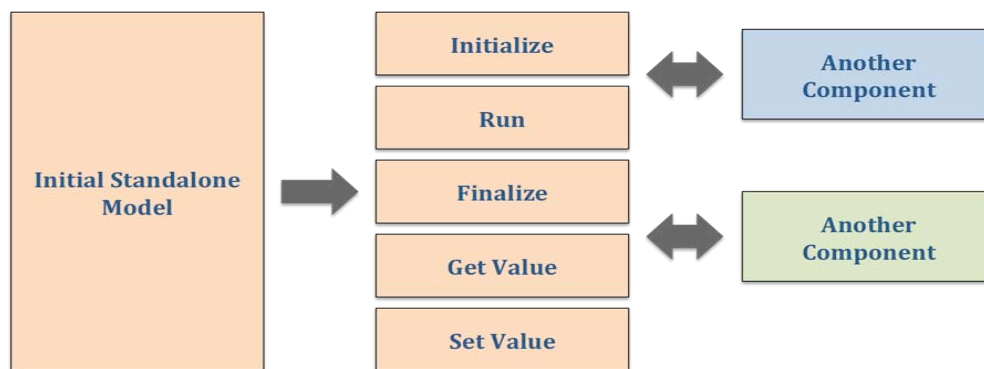 Initial Standalone
Model
Initialize
Run
Finalize
Get Value
Set Value
Another
Component
Another
Component